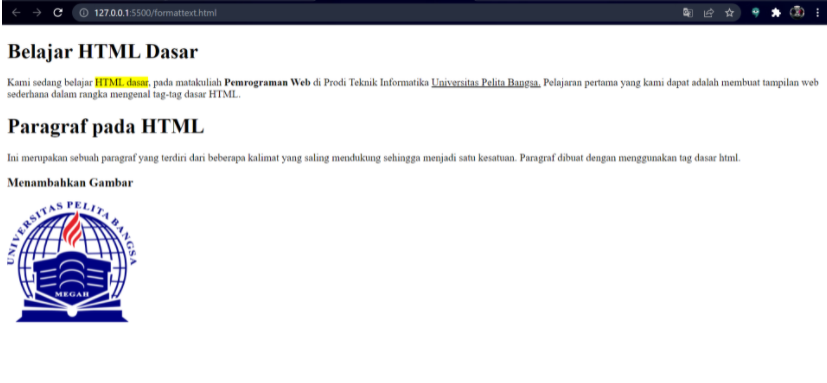 127.0.0.1:5500/formattext.html
Belajar HTML Dasar
Kami sedang belajar HTML dasar, pada matakuliah Pemrograman Web di Prodi Teknik Informatika Universitas Pelita Bangsa. Pelajaran pertama yang kami dapat adalah membuat tampilan web
sederhana dalam rangka mengenal tag-tag dasar HTML.
Paragraf pada HTML
Ini merupakan sebuah paragraf yang terdiri dari beberapa kalimat yang saling mendukung sehingga menjadi satu kesatuan. Paragraf dibuat dengan menggunakan tag dasar html.
Menambahkan Gambar
UNIVERSITAS PELITA BANGSA
MEGAH